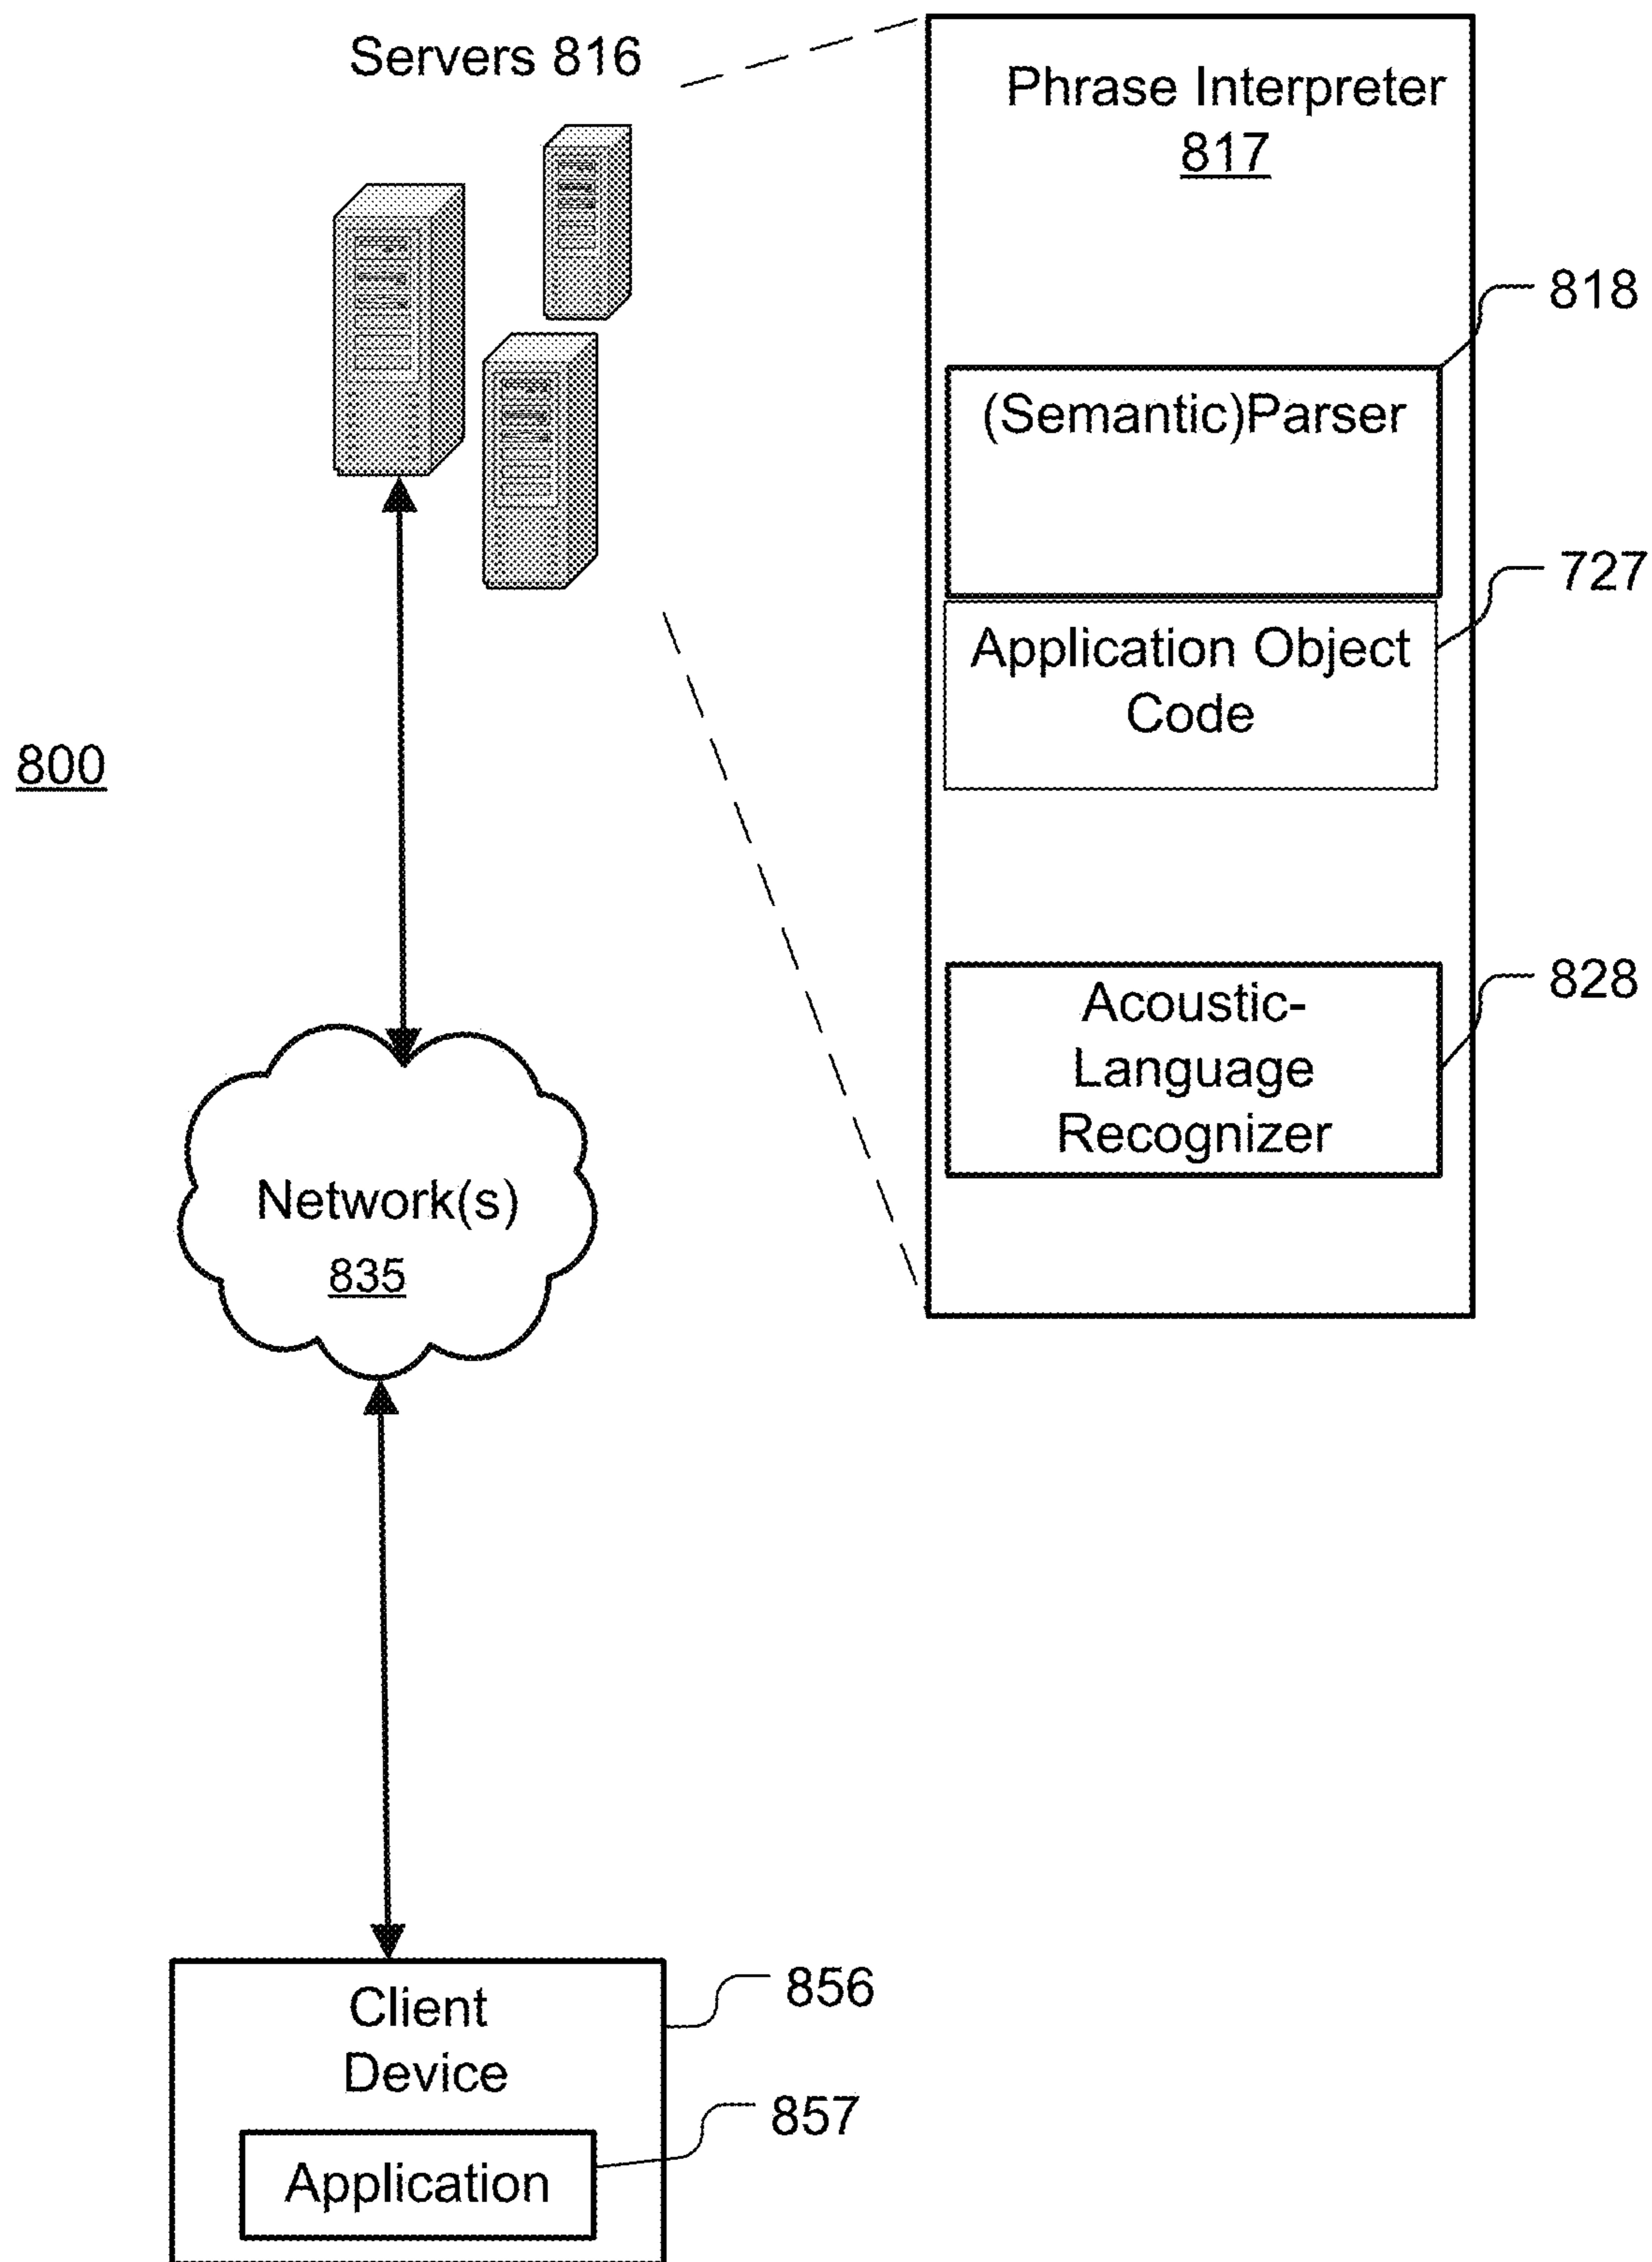 Servers 816
Phrase Interpreter
817
818
(Semantic)Parser
727
Application Object
Code
800
828
Acoustic-
Language
Recognizer
Network(s)
835
856
Client
Device
857
Application